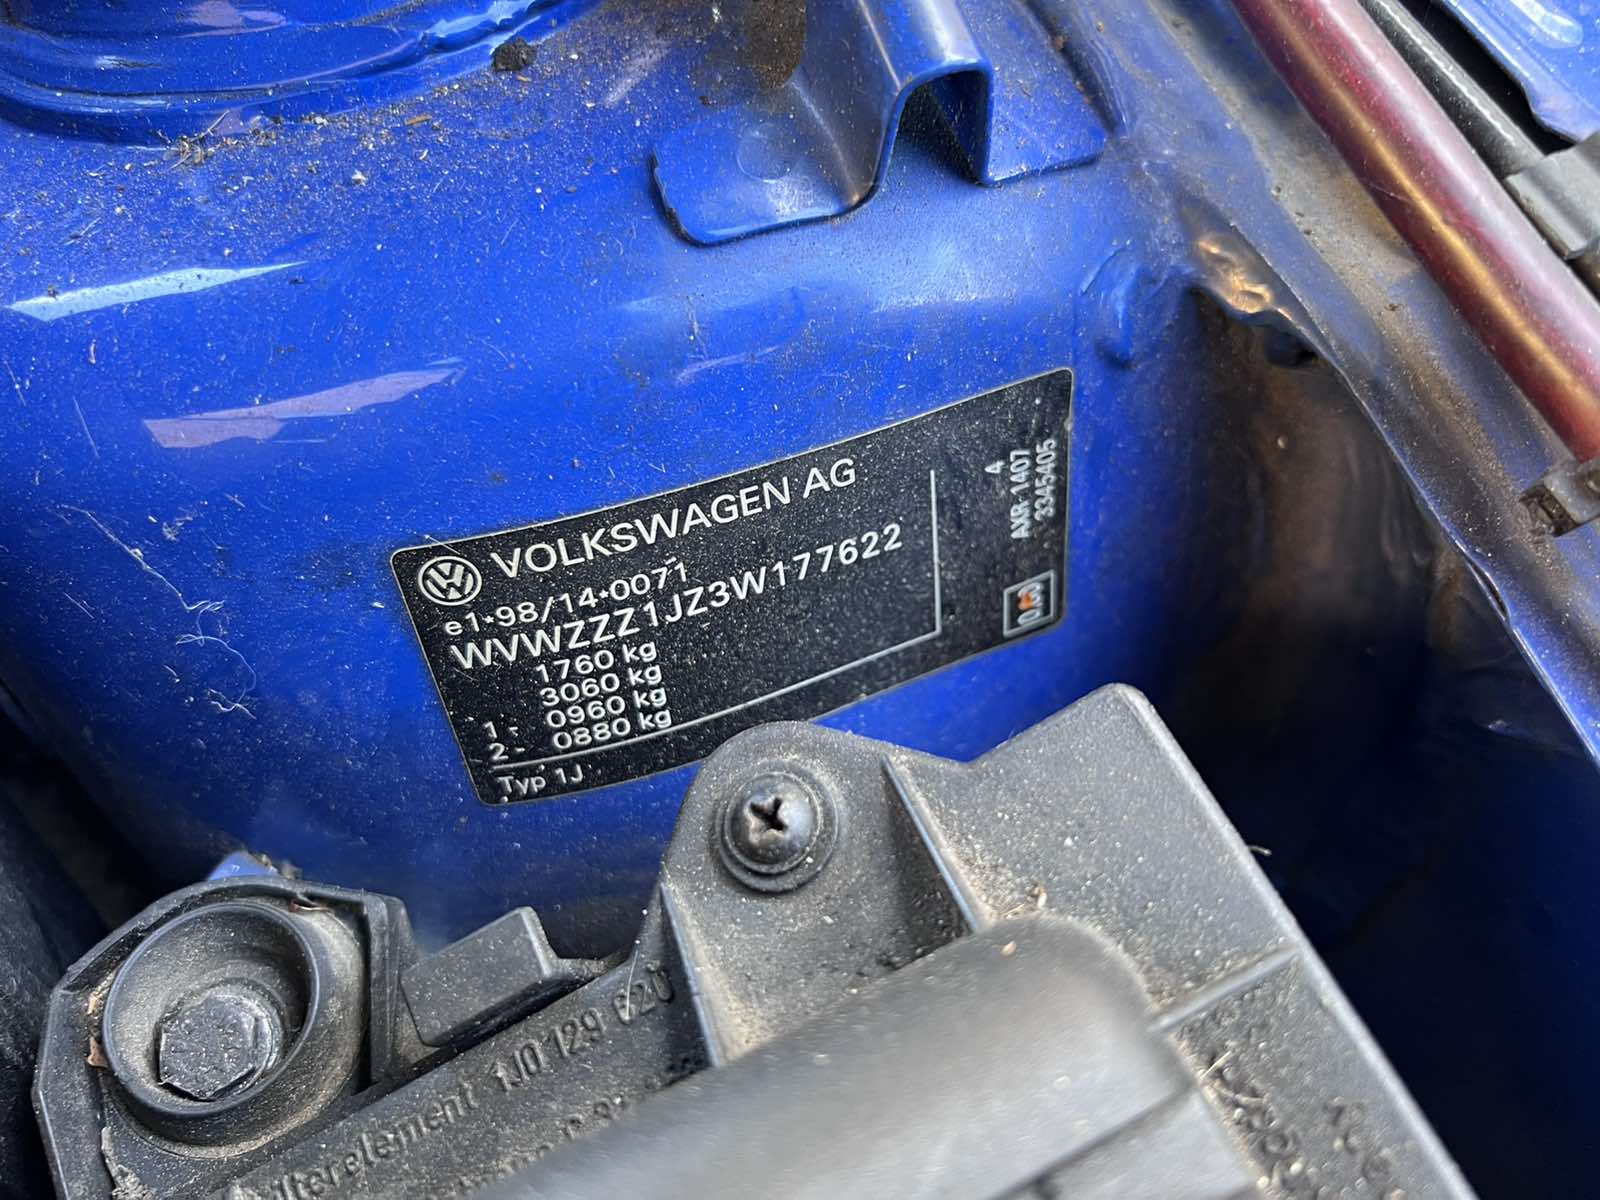 VOLKSWAGEN AG
e1*98/14*0071
WVWZZZ1JZ3W177622
1760 kg
3060 kg
1- 0960 kg
2- 0880 kg
Typ 1J
4
AXR 1407
3345405
lterelement 1J0 129 620